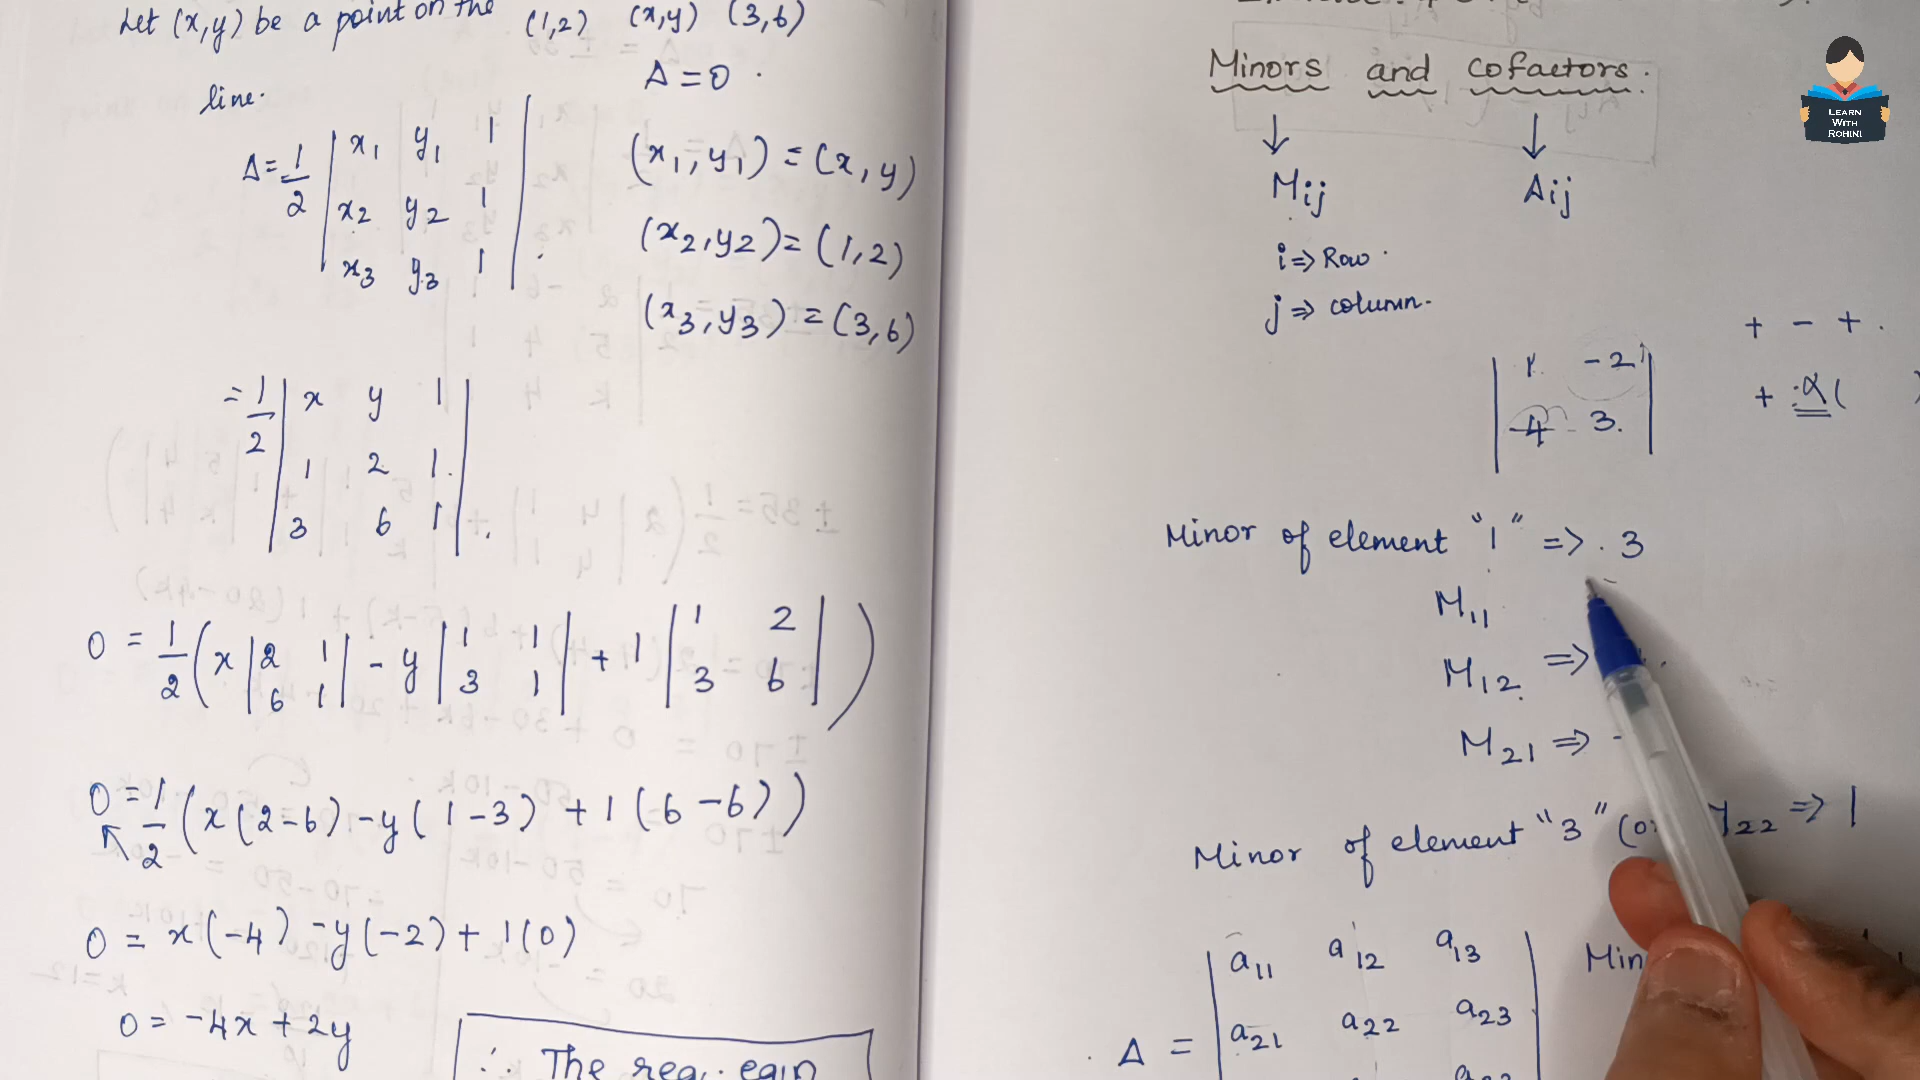 Let (x,y) be a point on the (1,2) (x,y) (3,6)
line. Δ = 0
Δ = 1/2 | x₁ y₁ 1 | (x₁, y₁) = (x, y)
| x₂ y₂ 1 | (x₂, y₂) = (1,2)
| x₃ y₃ 1 | (x₃, y₃) = (3,6)
= 1/2 | x y 1 |
| 1 2 1 |
| 3 6 1 |
0 = 1/2 ( x | 2 1 | - y | 1 1 | + 1 | 1 2 | )
| 6 1 | | 3 1 | | 3 6 |
0 = 1/2 ( x(2-6) - y(1-3) + 1(6-6) )
0 = x(-4) - y(-2) + 1(0)
0 = -4x + 2y
∴ The req. eqin
Minors and cofactors.
Mij Aij
i => Row.
j => column.
+ - +.
| 1 -2 |
| 4 3 |
Minor of element "1" => 3
M₁₁
M₁₂ =>
M₂₁ =>
Minor of element "3" ₂₂ => 1
Δ = | a₁₁ a₁₂ a₁₃ |
| a₂₁ a₂₂ a₂₃ |
LEARN
WITH
ROHINI